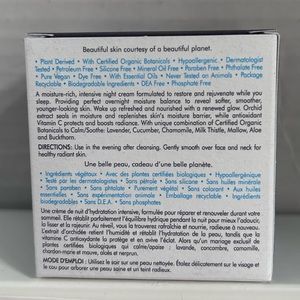 Beautiful skin courtesy of a beautiful planet.
• Plant Derived • With Certified Organic Botanicals • Hypoallergenic • Dermatologist
Tested • Petroleum Free • Silicone Free • Mineral Oil Free • Paraben Free • Phthalate Free
• Pure Vegan • Dye Free • With Essential Oils • Never Tested on Animals • Package
Recyclable • Biodegradable Ingredients • DEA Free • Phosphate Free
A moisture-rich, intensive night cream formulated to restore and rejuvenate while you
sleep. Providing perfect overnight moisture balance to reveal softer, smoother,
younger-looking skin. Wake up refreshed and nourished with a renewed glow. Orchid
extract seals in moisture and replenishes skin's moisture barrier, while antioxidant
Vitamin C protects and boosts radiance. With unique combination of Certified Organic
Botanicals to Calm/Soothe: Lavender, Cucumber, Chamomile, Milk Thistle, Mallow, Aloe
and Buckthorn.
DIRECTIONS: Use in the evening after cleansing. Gently smooth over face and neck for
healthy radiant skin.
Une belle peau, cadeau d'une belle planète.
• Ingrédients végétaux • Avec des plantes certifiées biologiques • Hypoallergénique
• Testé par les dermatologistes • Sans pétrole • Sans silicone • Sans huiles minérales
• Sans paraben • Sans phtalate • Purement végétal • Sans colorant • Aux huiles
essentielles • Sans expérimentation animale • Emballage recyclable • Ingrédients
biodégradables • Sans D.E.A. • Sans phosphates
Une crème de nuit d'hydratation intensive, formulée pour réparer et renouveler durant votre
sommeil. Rétablit parfaitement l'équilibre hydrique pendant la nuit pour mieux l'adoucir,
la lisser et la rajeunir. Au réveil, vous la trouverez rafraîchie et nourrie, radieuse à nouveau.
L'extrait d'orchidée retient l'humidité et rétablit l'hydratation de la peau, tandis que la
vitamine C antioxydante la protège et en avive l'éclat. Alors qu'un mariage exclusif de
plantes certifiées biologiques qui calme/apaise : lavande, concombre, camomille,
chardon-marie et mauve, aloès et nerprun.
MODE D'EMPLOI : Utilisez le soir sur une peau nettoyée. Étalez délicatement sur le visage et
le cou pour arborer une peau saine et un teint radieux.